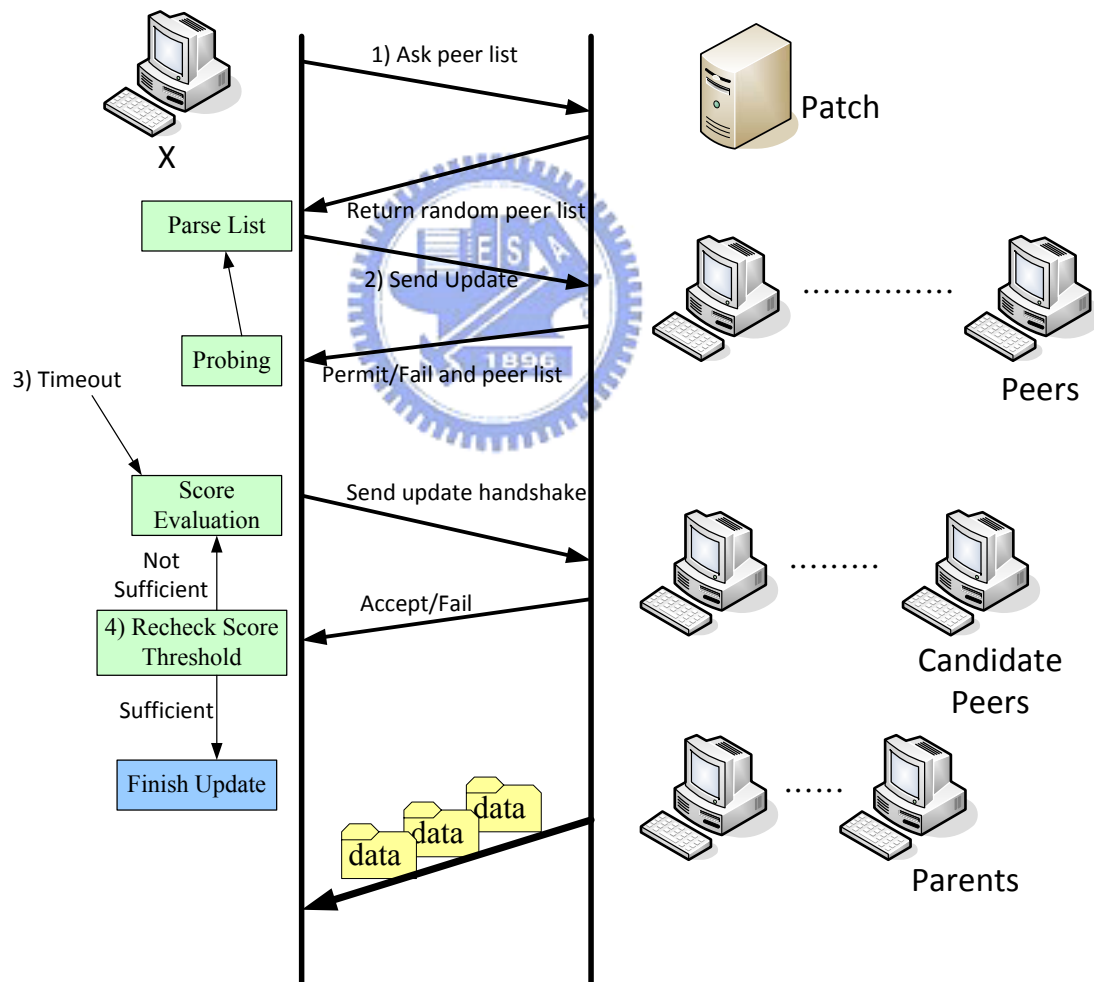 1) Ask peer list
Patch
X
Return random peer list
Parse List
2) Send Update
E S A
1896
Probing
Permit/Fail and peer list
3) Timeout
Peers
Score
Evaluation
Send update handshake
Not
Sufficient
Accept/Fail
4) Recheck Score
Threshold
Candidate
Peers
Sufficient
Finish Update
data
data
data
Parents